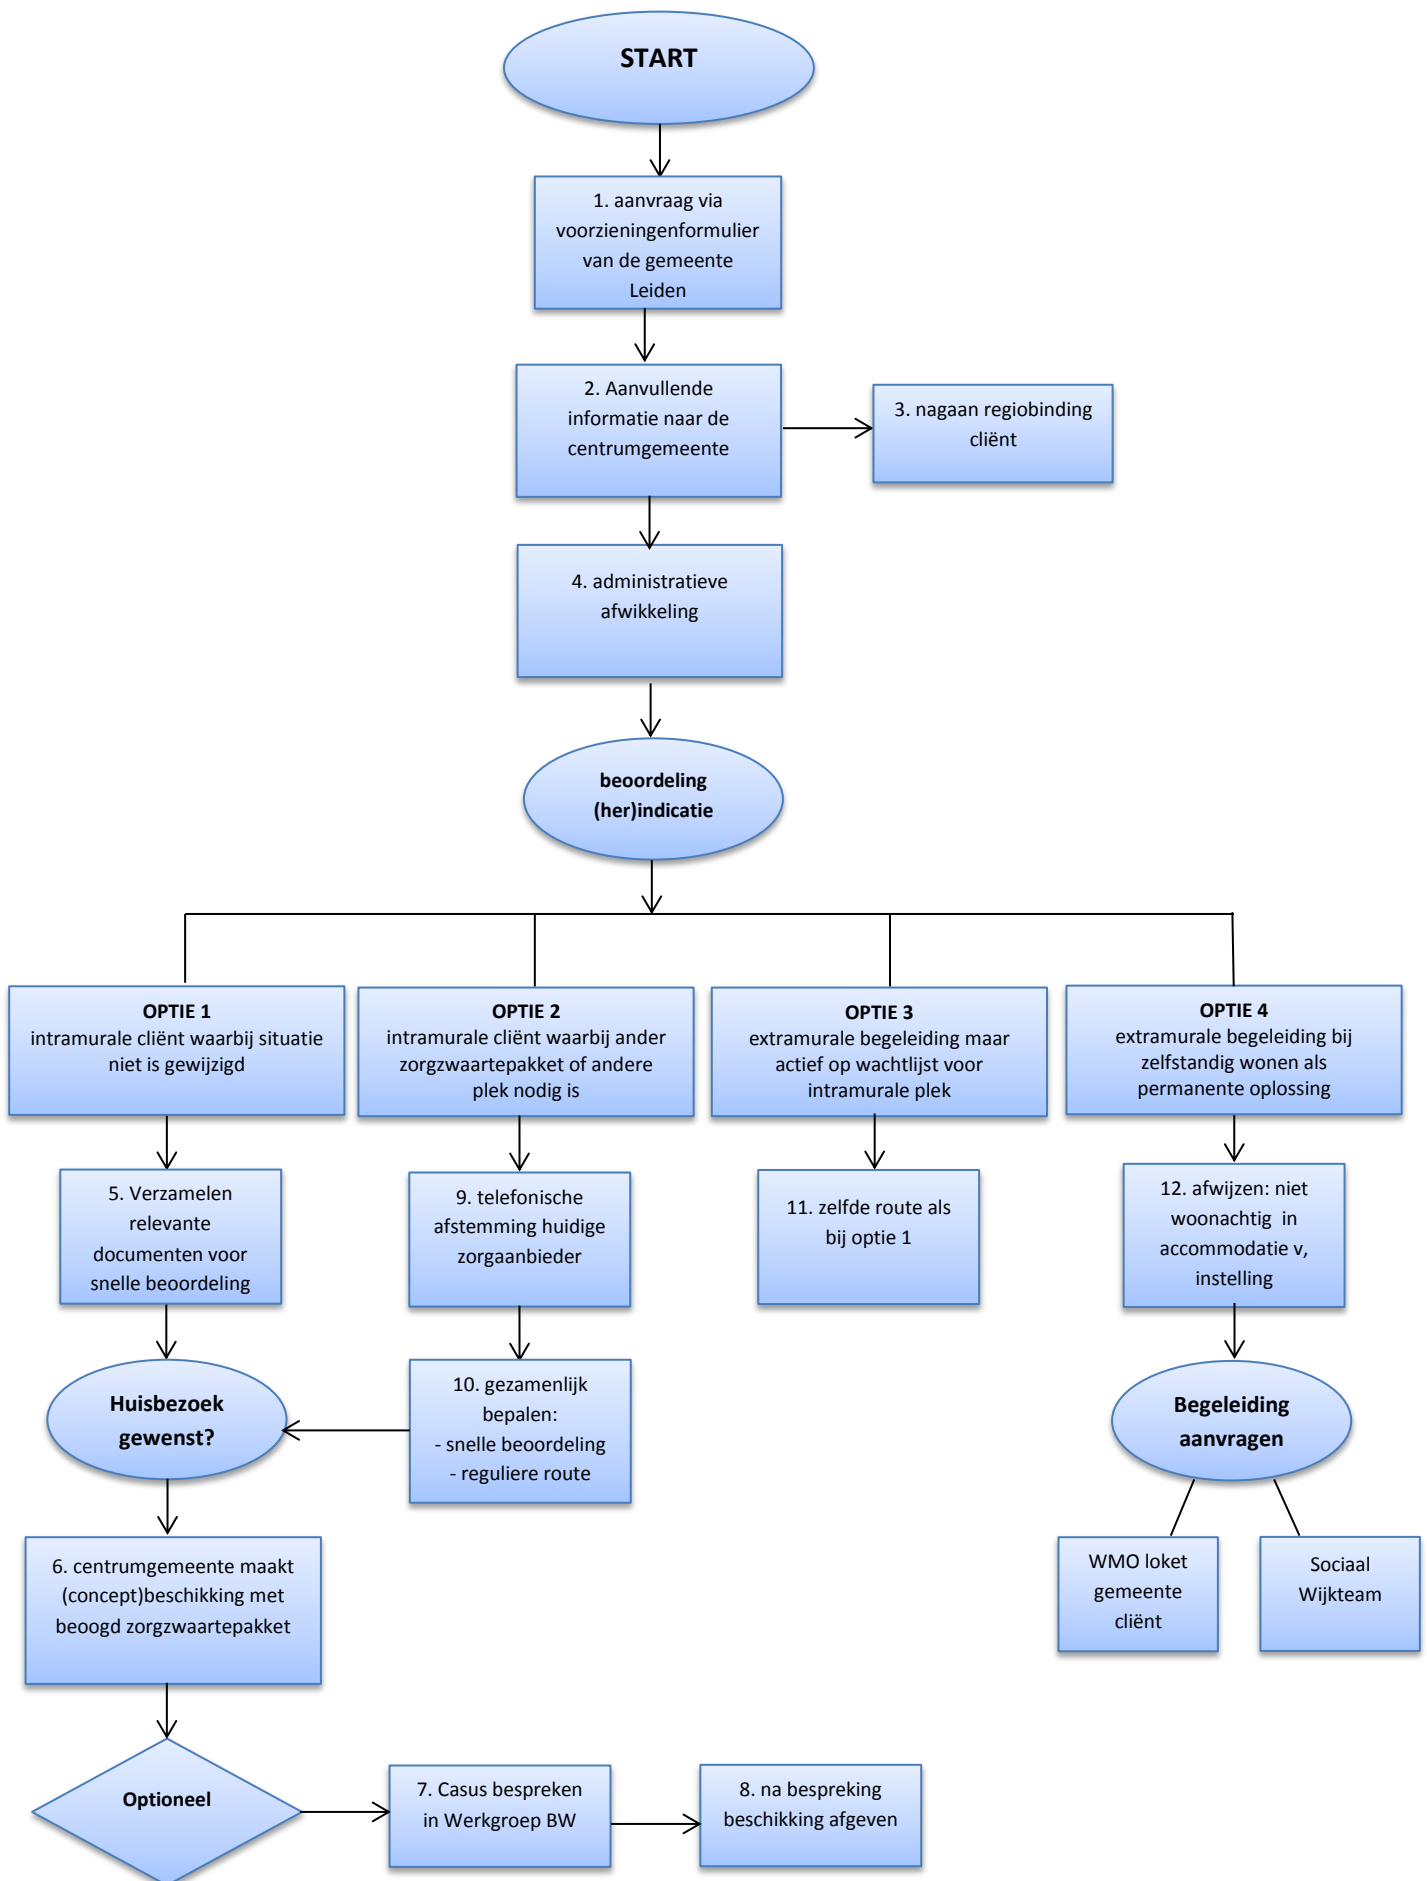 START
1. aanvraag via
voorzieningenformulier
van de gemeente
Leiden
2. Aanvullende
informatie naar de
centrumgemeente
3. nagaan regiobinding
cliënt
4. administratieve
afwikkeling
beoordeling
(her)indicatie
OPTIE 1
intramurale cliënt waarbij situatie
niet is gewijzigd
OPTIE 2
intramurale cliënt waarbij ander
zorgzwaartepakket of andere
plek nodig is
OPTIE 3
extramurale begeleiding maar
actief op wachtlijst voor
intramurale plek
OPTIE 4
extramurale begeleiding bij
zelfstandig wonen als
permanente oplossing
5. Verzamelen
relevante
documenten voor
snelle beoordeling
9. telefonische
afstemming huidige
zorgaanbieder
11. zelfde route als
bij optie 1
12. afwijzen: niet
woonachtig in
accommodatie v,
instelling
Huisbezoek
gewenst?
10. gezamenlijk
bepalen:
- snelle beoordeling
- reguliere route
Begeleiding
aanvragen
6. centrumgemeente maakt
(concept)beschikking met
beoogd zorgzwaartepakket
WMO loket
gemeente
cliënt
Sociaal
Wijkteam
Optioneel
7. Casus bespreken
in Werkgroep BW
8. na bespreking
beschikking afgeven